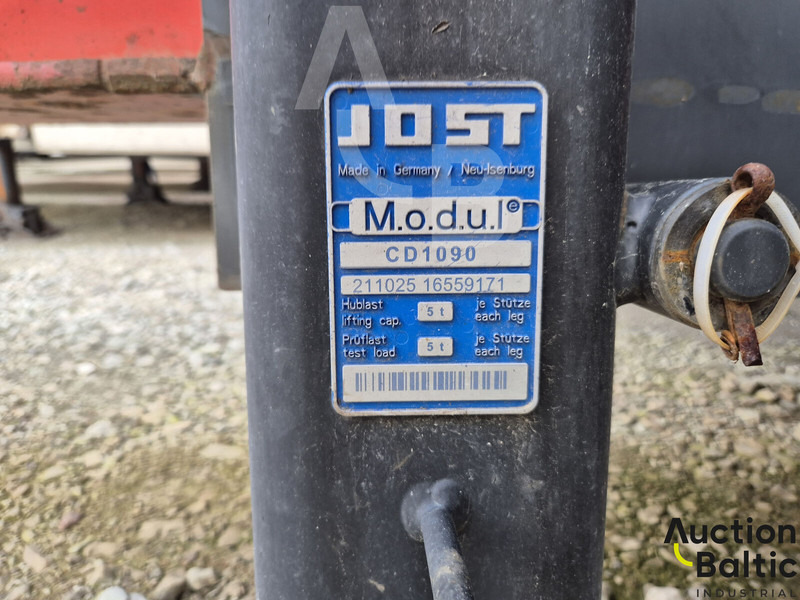 JOST
Made in Germany / Neu-Isenburg
M.o.d.u.l e
CD1090
211025 16559171
Hublast 5 t je Stütze
lifting cap. each leg
Prüflast 5 t je Stütze
test load each leg
AB
Auction
Baltic
INDUSTRIAL